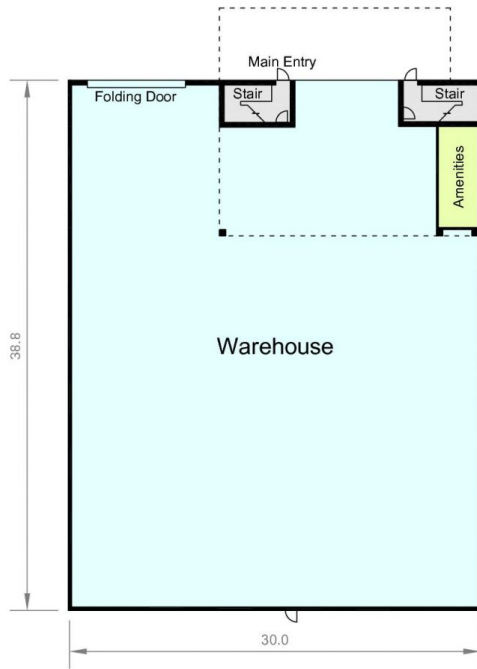 Main Entry
Folding Door
Stair
Stair
Amenities
38.8
Warehouse
30.0